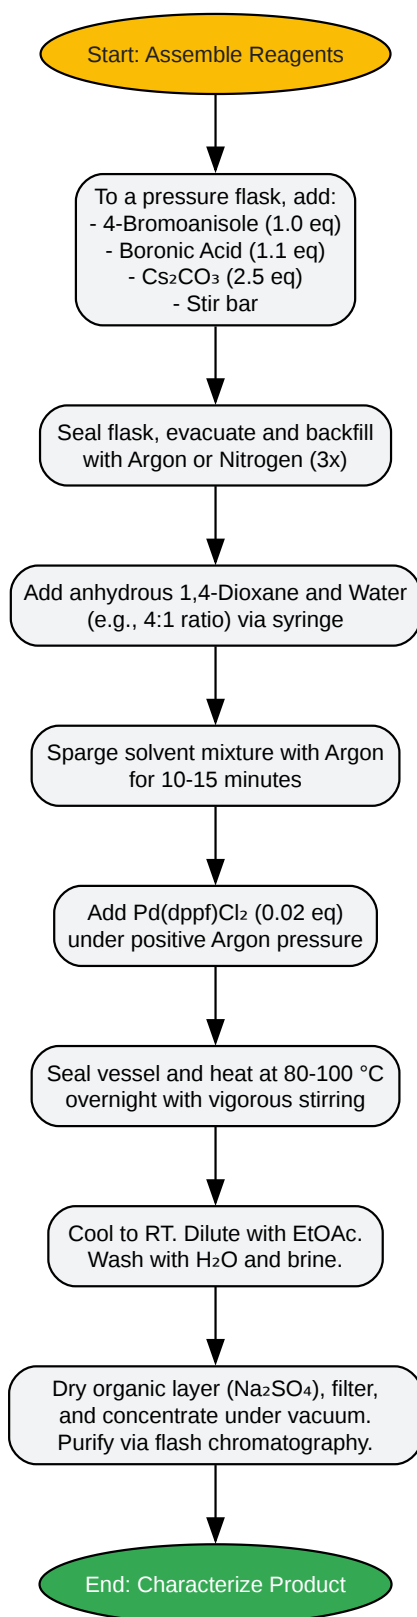 Start: Assemble Reagents
To a pressure flask, add:
- 4-Bromoanisole (1.0 eq)
- Boronic Acid (1.1 eq)
- Cs₂CO₃ (2.5 eq)
- Stir bar
Seal flask, evacuate and backfill
with Argon or Nitrogen (3x)
Add anhydrous 1,4-Dioxane and Water
(e.g., 4:1 ratio) via syringe
Sparge solvent mixture with Argon
for 10-15 minutes
Add Pd(dppf)Cl₂ (0.02 eq)
under positive Argon pressure
Seal vessel and heat at 80-100 °C
overnight with vigorous stirring
Cool to RT. Dilute with EtOAc.
Wash with H₂O and brine.
Dry organic layer (Na₂SO₄), filter,
and concentrate under vacuum.
Purify via flash chromatography.
End: Characterize Product